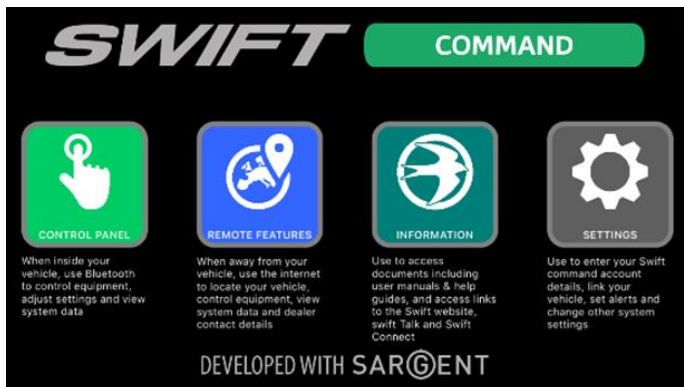 SWIFT COMMAND
CONTROL PANEL
When inside your
vehicle, use Bluetooth
to control equipment,
adjust settings and view
system data
REMOTE FEATURES
When away from your
vehicle, use the internet
to locate your vehicle,
control equipment, view
system data and dealer
contact details
INFORMATION
Use to access
documents including
user manuals & help
guides, and access links
to the Swift website,
swift Talk and Swift
Connect
SETTINGS
Use to enter your Swift
command account
details, link your
vehicle, set alerts and
change other system
settings
DEVELOPED WITH SARGENT